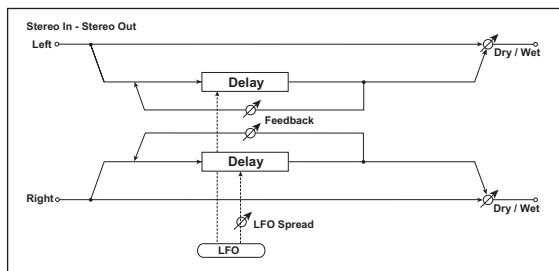 Stereo In - Stereo Out
Left
Dry / Wet
Delay
Feedback
Delay
Right
Dry / Wet
LFO Spread
LFO